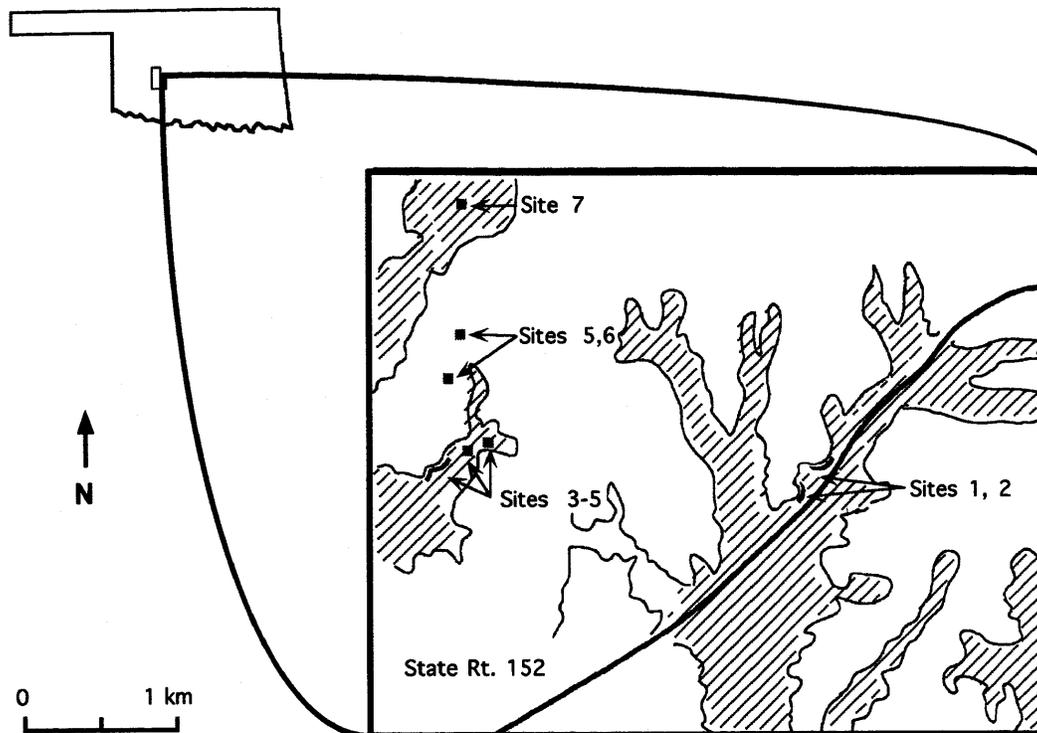 Site 7
Sites 5,6
N
Sites 3-5
Sites 1, 2
State Rt. 152
0 1 km